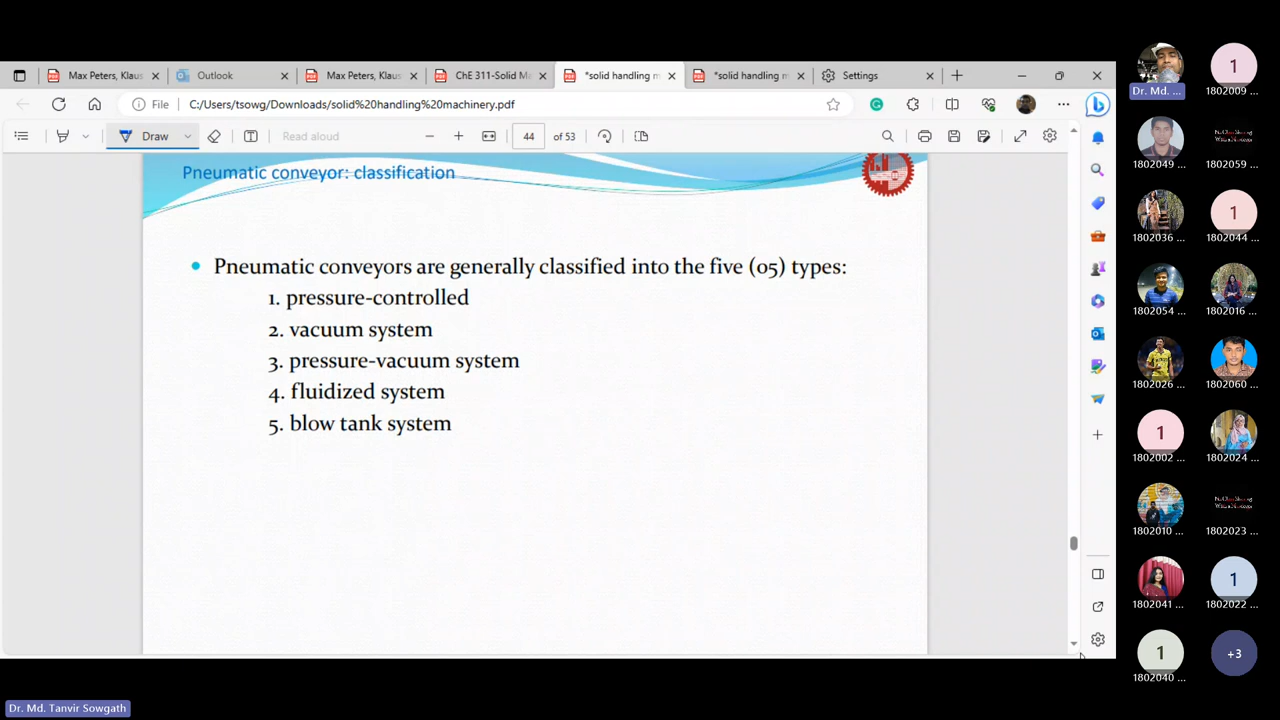 Max Peters, Klaus
Outlook
Max Peters, Klaus
ChE 311-Solid Ma
*solid handling m
*solid handling m
Settings
File
C:/Users/tsowg/Downloads/solid%20handling%20machinery.pdf
Draw
Read aloud
44
of 53
Pneumatic conveyor: classification
Pneumatic conveyors are generally classified into the five (05) types:
1. pressure-controlled
2. vacuum system
3. pressure-vacuum system
4. fluidized system
5. blow tank system
Dr. Md. ...
1
1802009 ...
1802049 ...
1802059 ...
1802036 ...
1
1802044 ...
1802054 ...
1802016 ...
1802026 ...
1802060 ...
1
1802002 ...
1802024 ...
1802010 ...
1802023 ...
1802041 ...
1
1802022 ...
1
1802040 ...
+3
Dr. Md. Tanvir Sowgath